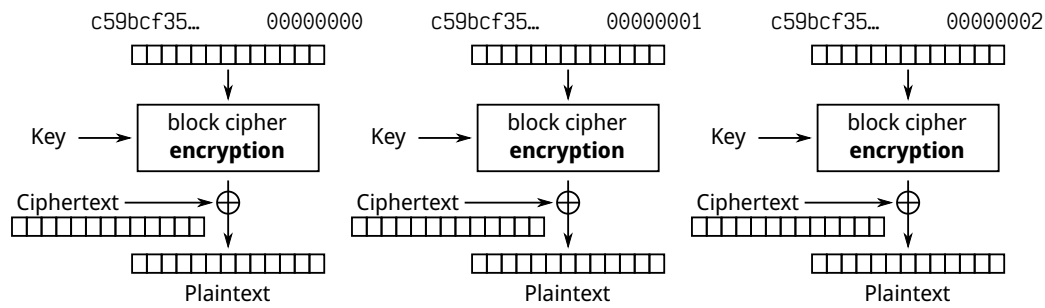 c59bcf35… 00000000 c59bcf35… 00000001 c59bcf35… 00000002
Key block cipher encryption Key block cipher encryption Key block cipher encryption
Ciphertext Ciphertext Ciphertext
Plaintext Plaintext Plaintext